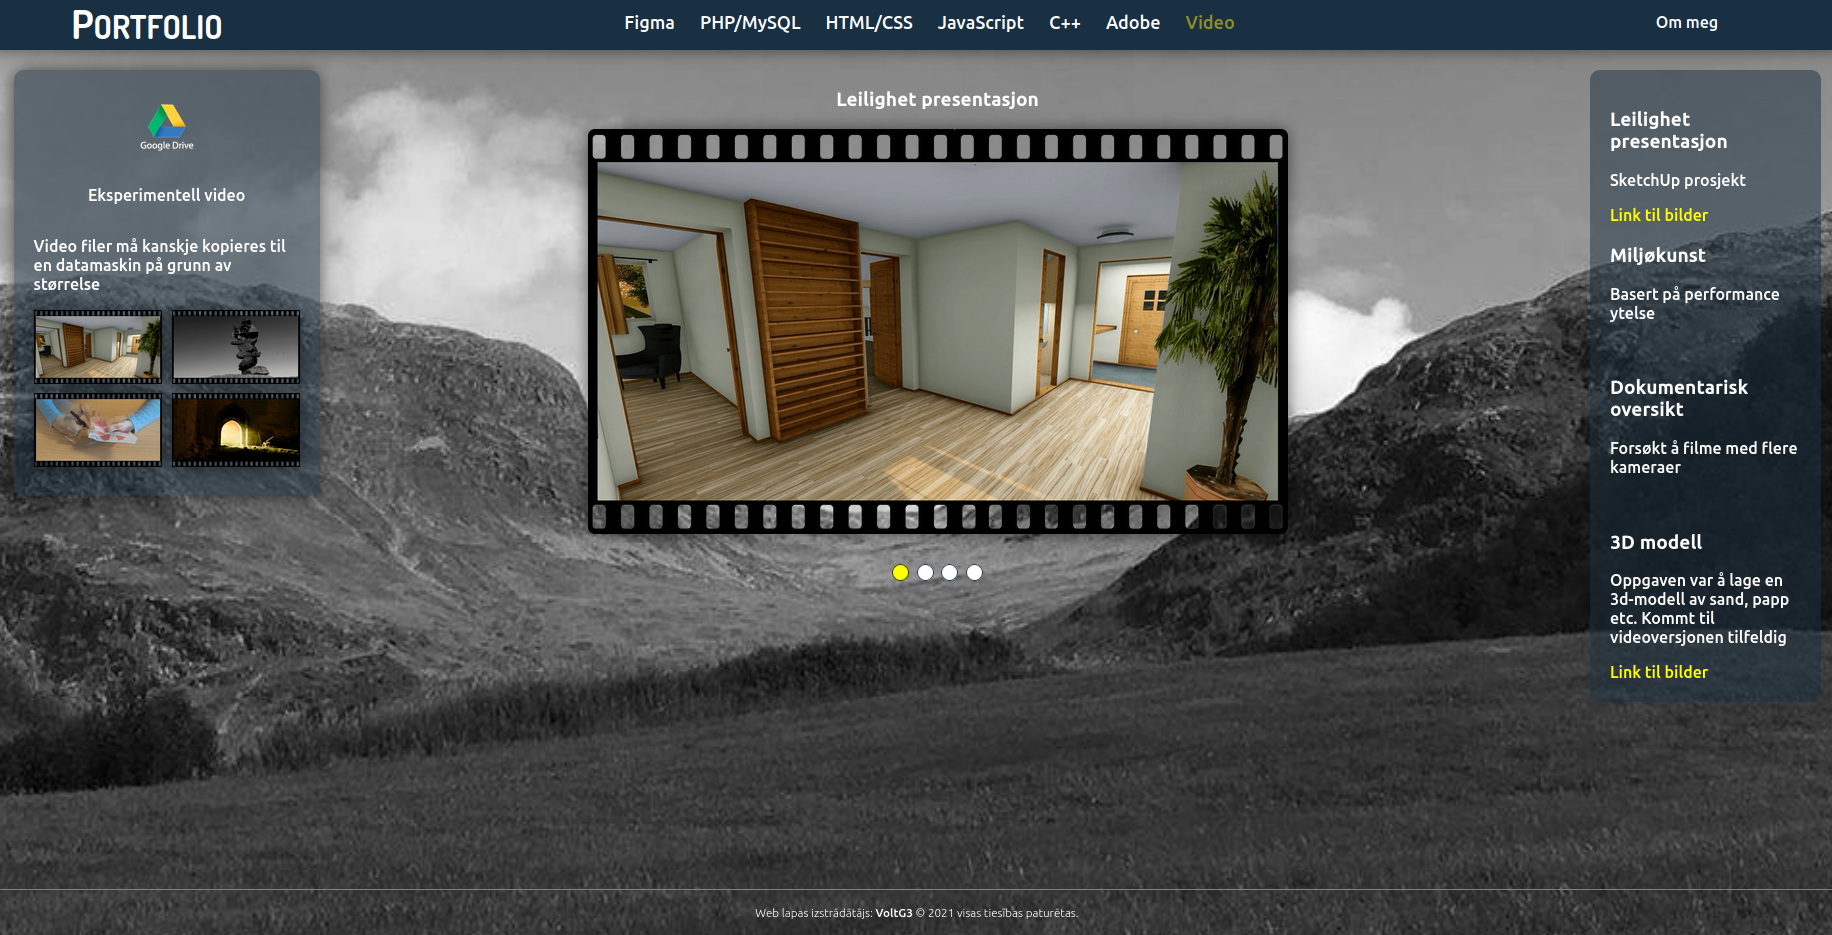 PORTFOLIO
Figma PHP/MySQL HTML/CSS JavaScript C++ Adobe Video
Om meg
Google Drive
Eksperimentell video
Video filer må kanskje kopieres til
en datamaskin på grunn av
størrelse
Leilighet presentasjon
Leilighet
presentasjon
SketchUp prosjekt
Link til bilder
Miljøkunst
Basert på performance
ytelse
Dokumentarisk
oversikt
Forsøkt å filme med flere
kameraer
3D modell
Oppgaven var å lage en
3d-modell av sand, papp
etc. Kommt til
videoversjonen tilfeldig
Link til bilder
Web lapas izstrādātājs: VoltG3 © 2021 visas tiesības paturētas.